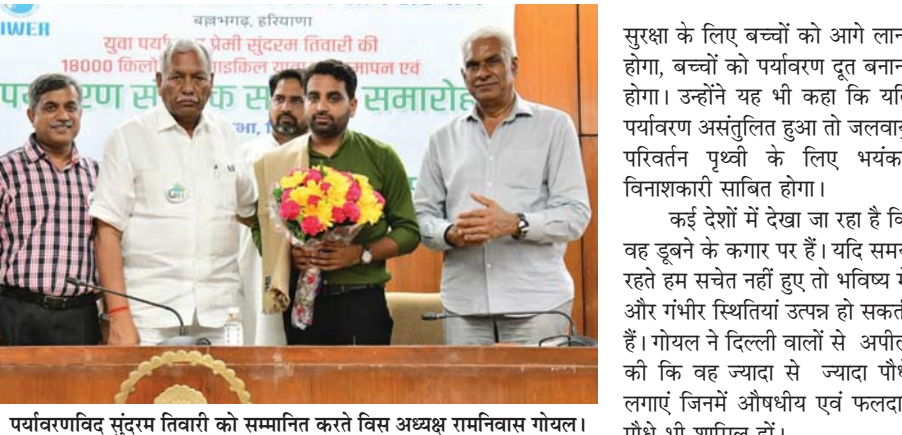 IWER
बल्लभगढ़, हरियाणा
युवा प्रेमी सुंदरम तिवारी की
18000
समारोह
पर्यावरणविद सुंदरम तिवारी को सम्मानित करते विस अध्यक्ष रामनिवास गोयल।
सुरक्षा के लिए बच्चों को आगे लान
होगा, बच्चों को पर्यावरण दूत बनान
होगा। उन्होंने यह भी कहा कि यदि
पर्यावरण असंतुलित हुआ तो जलवायु
परिवर्तन पृथ्वी के लिए भयंक
विनाशकारी साबित होगा।
कई देशों में देखा जा रहा है कि
वह डूबने के कगार पर हैं। यदि समय
रहते हम सचेत नहीं हुए तो भविष्य में
और गंभीर स्थितियां उत्पन्न हो सकती
हैं। गोयल ने दिल्ली वालों से अपील
की कि वह ज्यादा से ज्यादा पौधे
लगाएं जिनमें औषधीय एवं फलदा
पौधे भी शामिल हों।